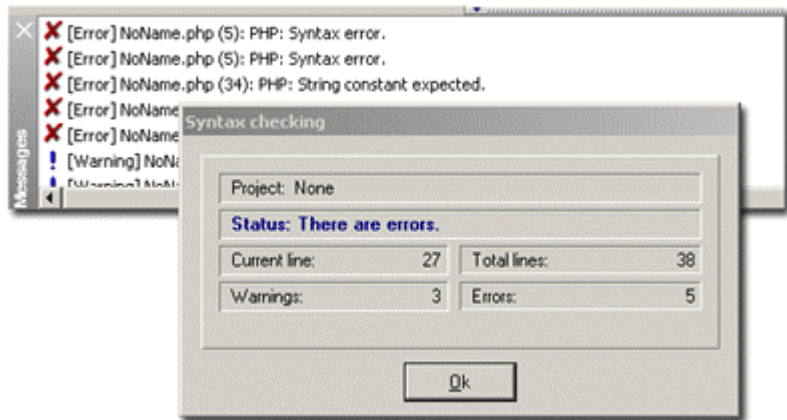 [Error] NoName.php (5): PHP: Syntax error.
[Error] NoName.php (5): PHP: Syntax error.
[Error] NoName.php (34): PHP: String constant expected.
[Error] NoName
[Error] NoName
[Warning] NoNa
[Warning] NoNa
Messages
Syntax checking
Project: None
Status: There are errors.
Current line: 27 Total lines: 38
Warnings: 3 Errors: 5
Ok